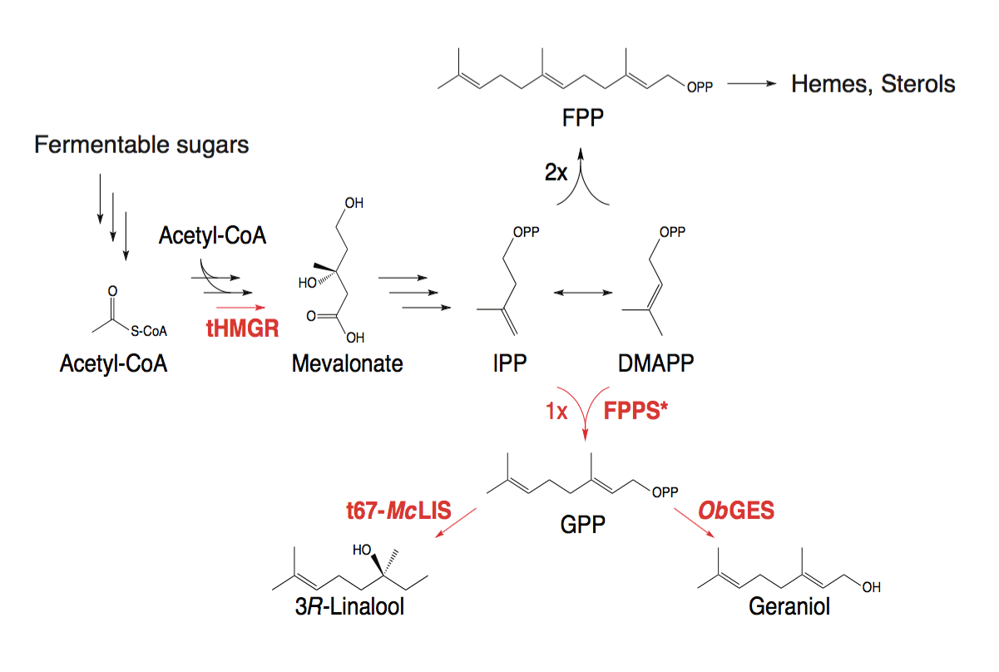 OPP
Hemes, Sterols
FPP
Fermentable sugars
2x
OH
Acetyl-CoA
OPP
OPP
HO
O
O
S-CoA
tHMGR
OH
Acetyl-CoA
Mevalonate
IPP
DMAPP
1x
FPPS*
OPP
t67-McLIS
ObGES
GPP
HO
OH
3R-Linalool
Geraniol